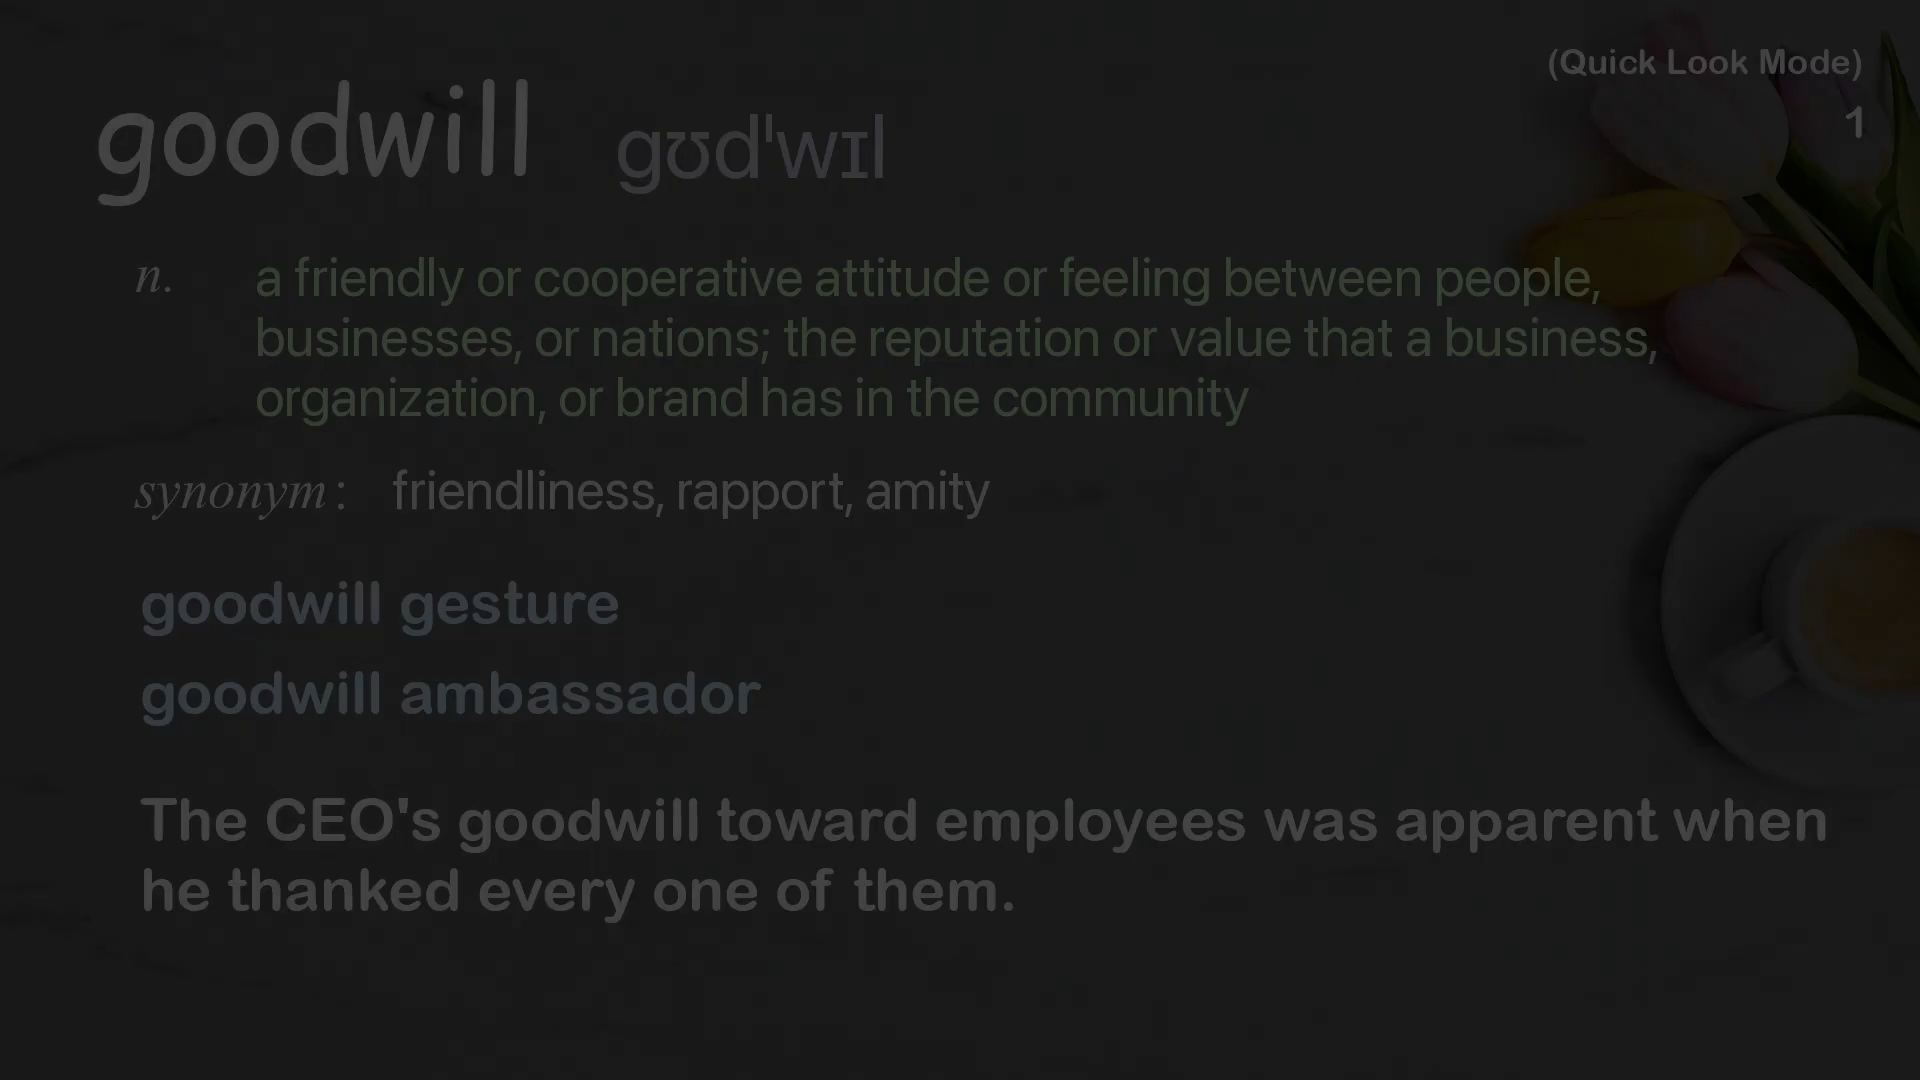 (Quick Look Mode)
1
goodwill gʊd'wɪl
n. a friendly or cooperative attitude or feeling between people,
businesses, or nations; the reputation or value that a business,
organization, or brand has in the community
synonym: friendliness, rapport, amity
goodwill gesture
goodwill ambassador
The CEO's goodwill toward employees was apparent when
he thanked every one of them.